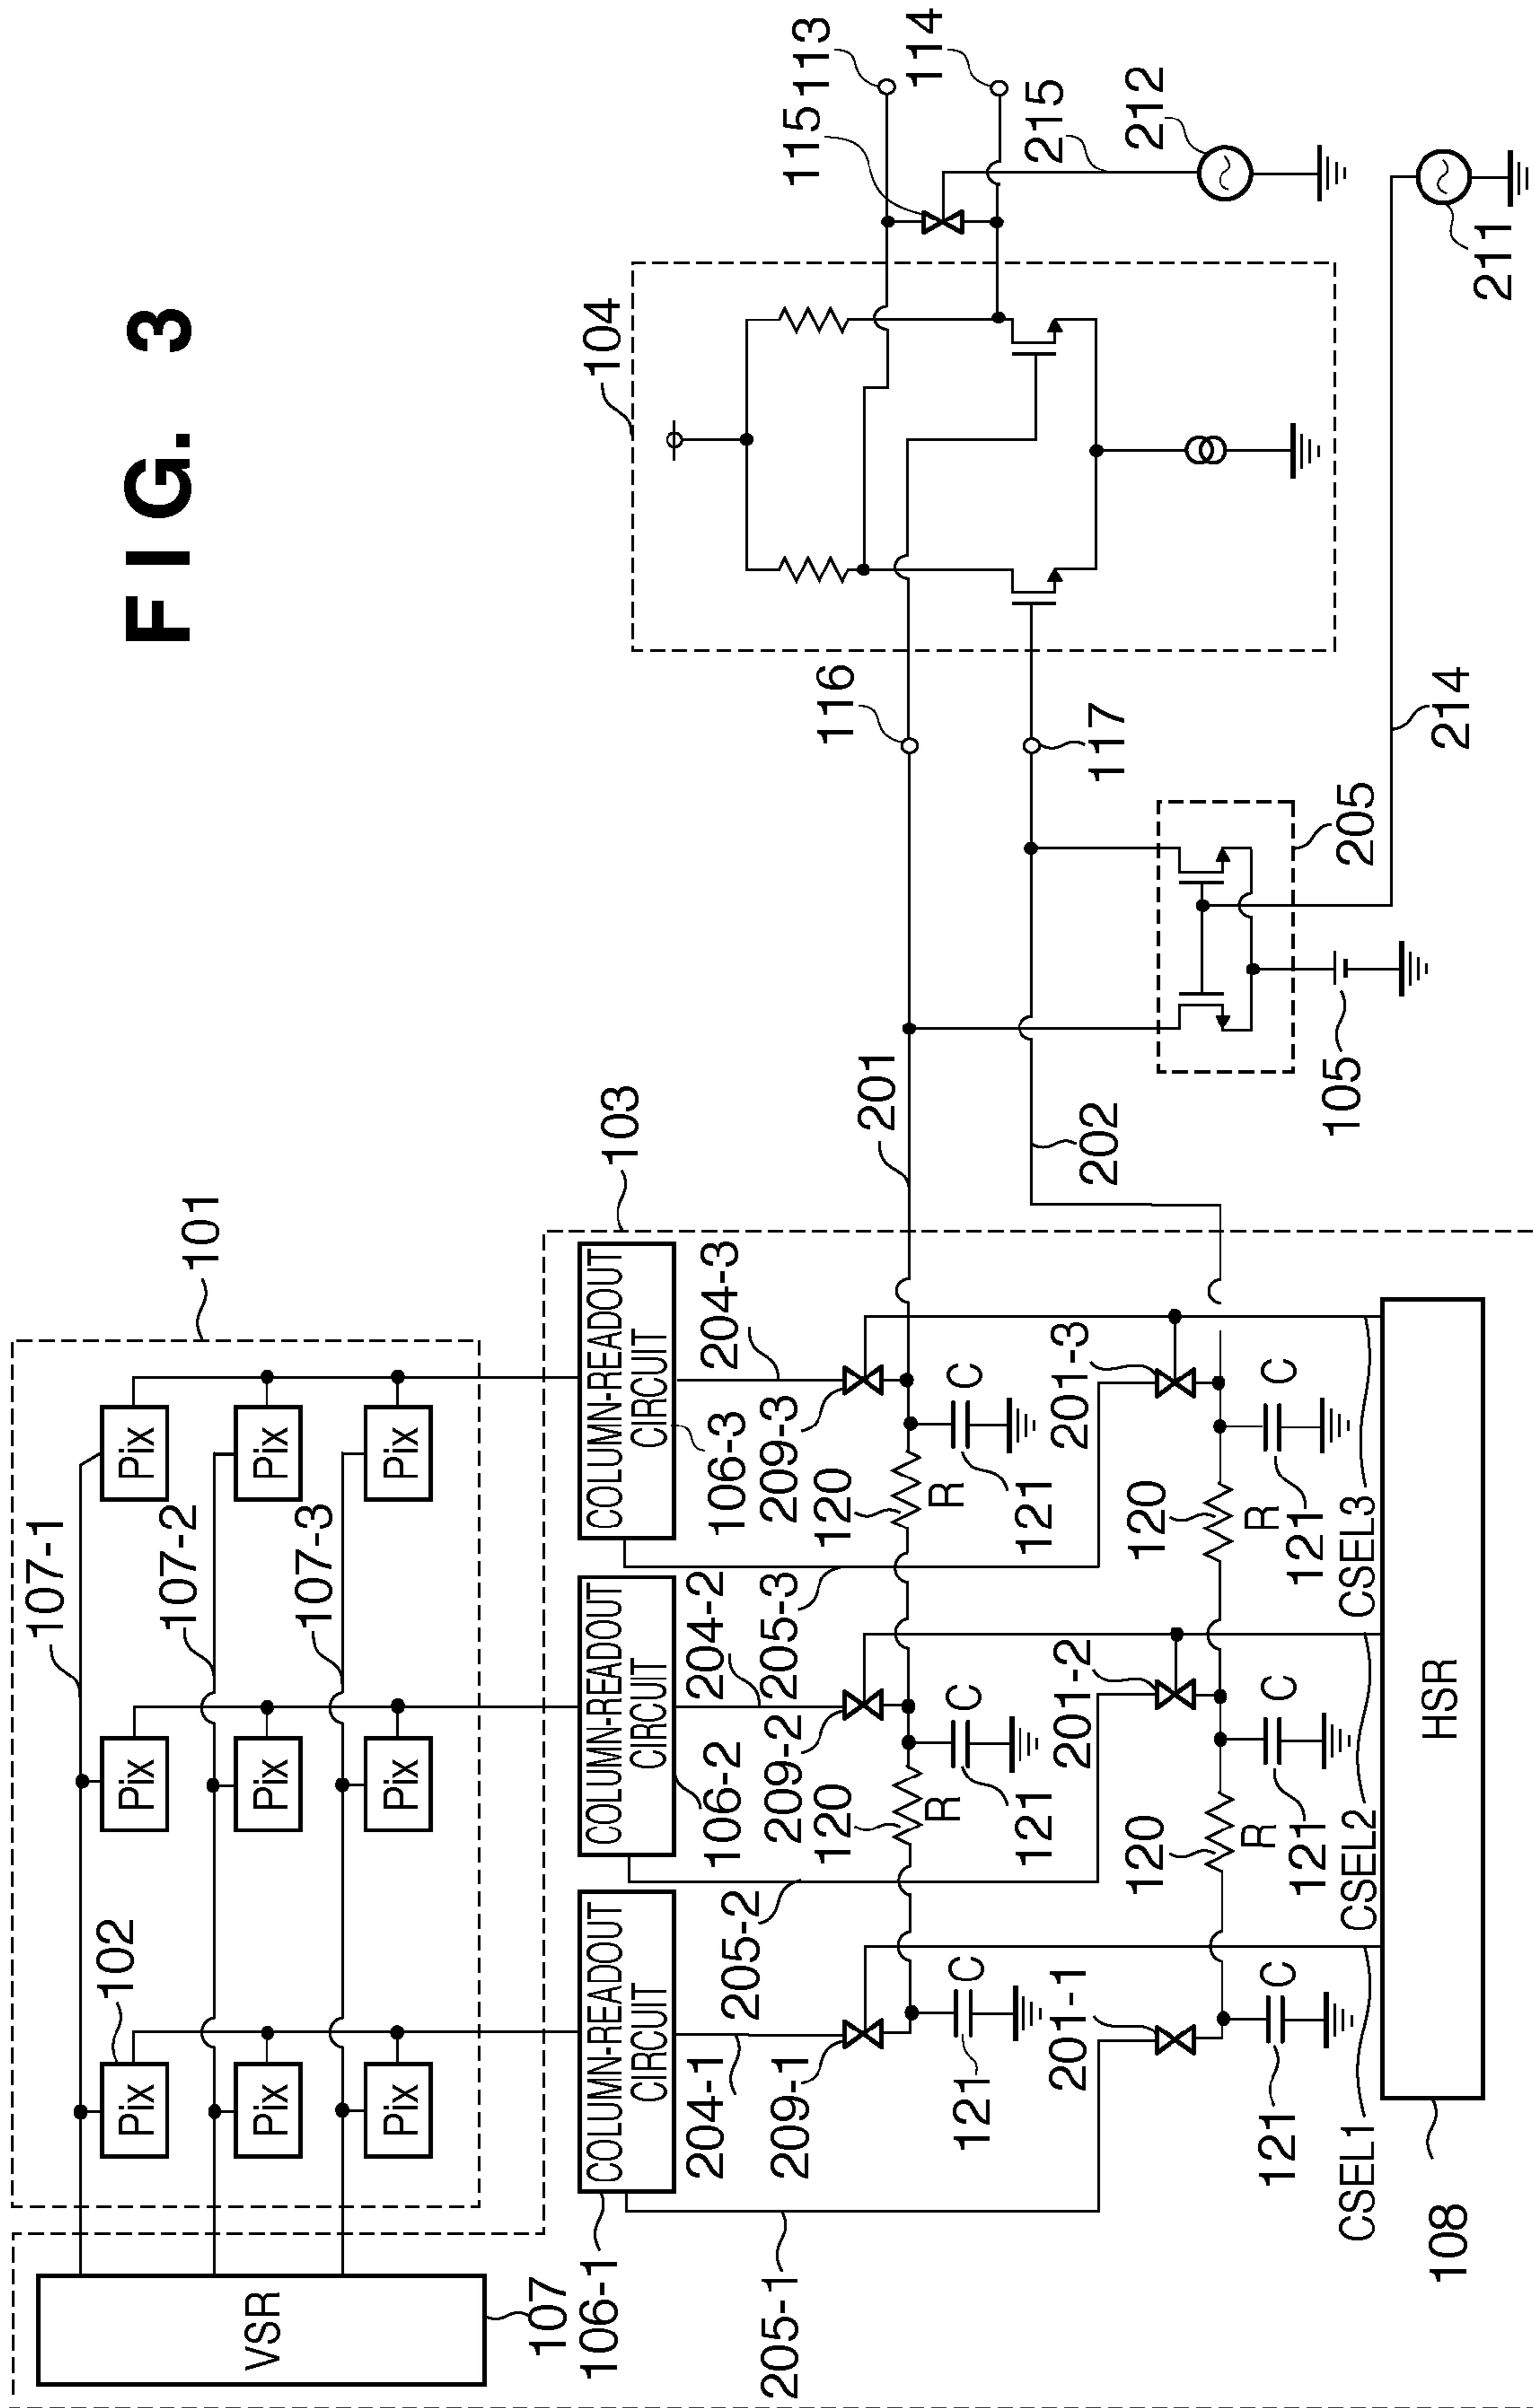 FIG. 3
101
107-1
107-2
107-3
102
Pix
Pix
Pix
Pix
Pix
Pix
Pix
Pix
Pix
VSR
107
103
106-1
COLUMN-READOUT
CIRCUIT
106-2
COLUMN-READOUT
CIRCUIT
106-3
COLUMN-READOUT
CIRCUIT
204-1
204-2
204-3
205-1
205-2
205-3
209-1
209-2
209-3
120
R
120
R
121
C
121
C
121
C
201-1
201-2
201-3
120
R
120
R
121
C
121
C
121
C
CSEL1
CSEL2
CSEL3
HSR
108
201
202
116
117
205
105
104
113
114
115
215
212
211
214